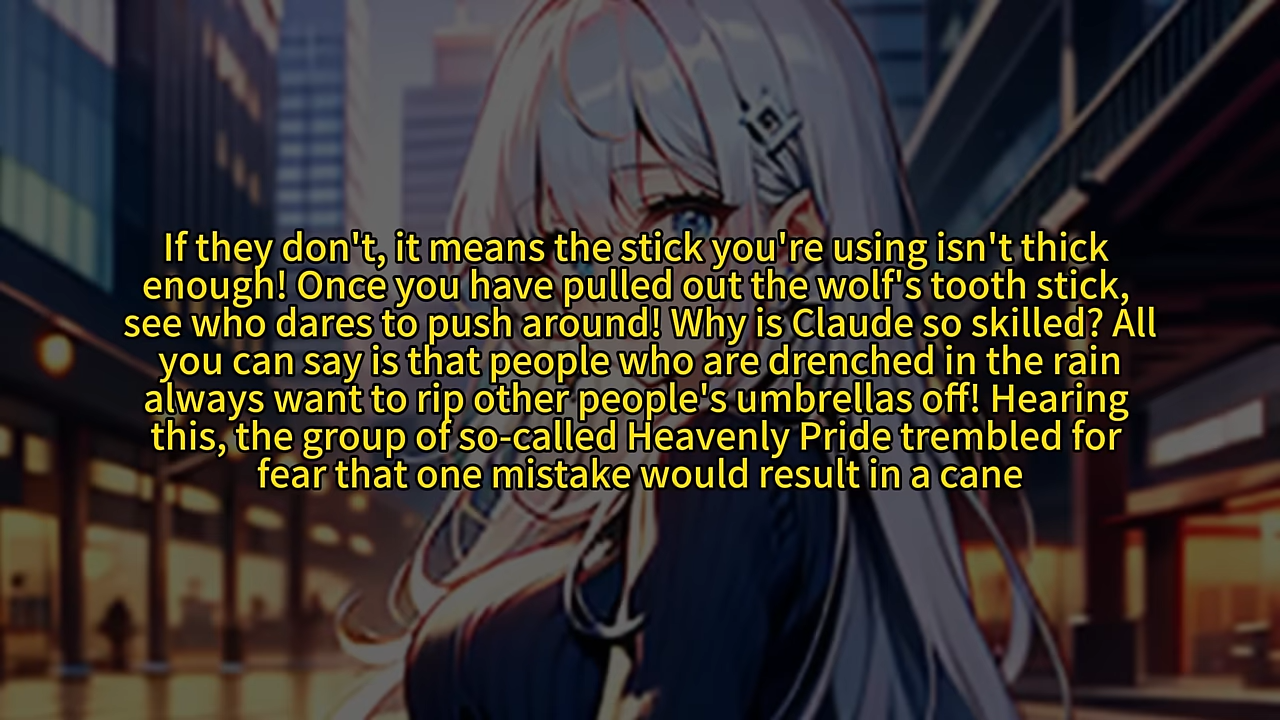 If they don't, it means the stick you're using isn't thick
enough! Once you have pulled out the wolf's tooth stick,
see who dares to push around! Why is Claude so skilled? All
you can say is that people who are drenched in the rain
always want to rip other people's umbrellas off! Hearing
this, the group of so-called Heavenly Pride trembled for
fear that one mistake would result in a cane